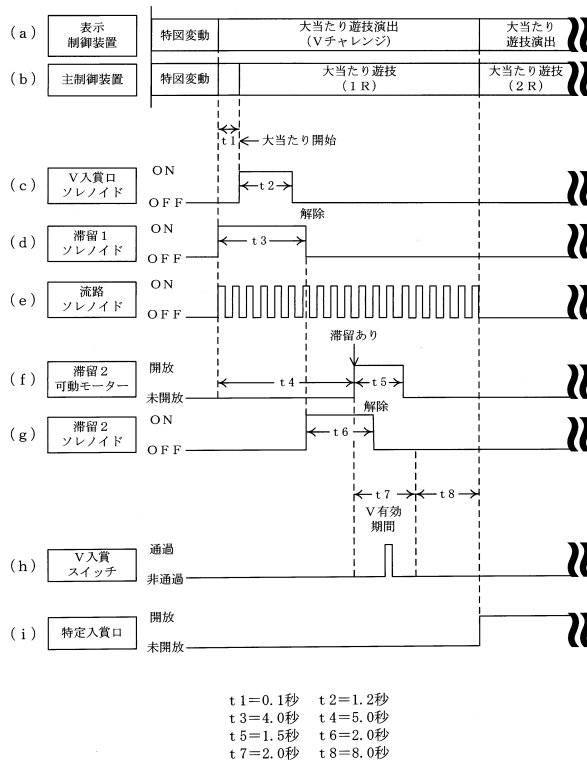 (a) 表示制御装置 特図変動 大当たり遊技演出（Vチャレンジ） 大当たり遊技演出
(b) 主制御装置 特図変動 大当たり遊技（1R） 大当たり遊技（2R）
t1 大当たり開始
(c) V入賞口ソレノイド ON OFF t2
解除
(d) 滞留1ソレノイド ON OFF t3
(e) 流路ソレノイド ON OFF
滞留あり
(f) 滞留2可動モーター 開放 未開放 t4 t5
解除
(g) 滞留2ソレノイド ON OFF t6
t7 t8
V有効期間
(h) V入賞スイッチ 通過 非通過
(i) 特定入賞口 開放 未開放
t1=0.1秒 t2=1.2秒
t3=4.0秒 t4=5.0秒
t5=1.5秒 t6=2.0秒
t7=2.0秒 t8=8.0秒